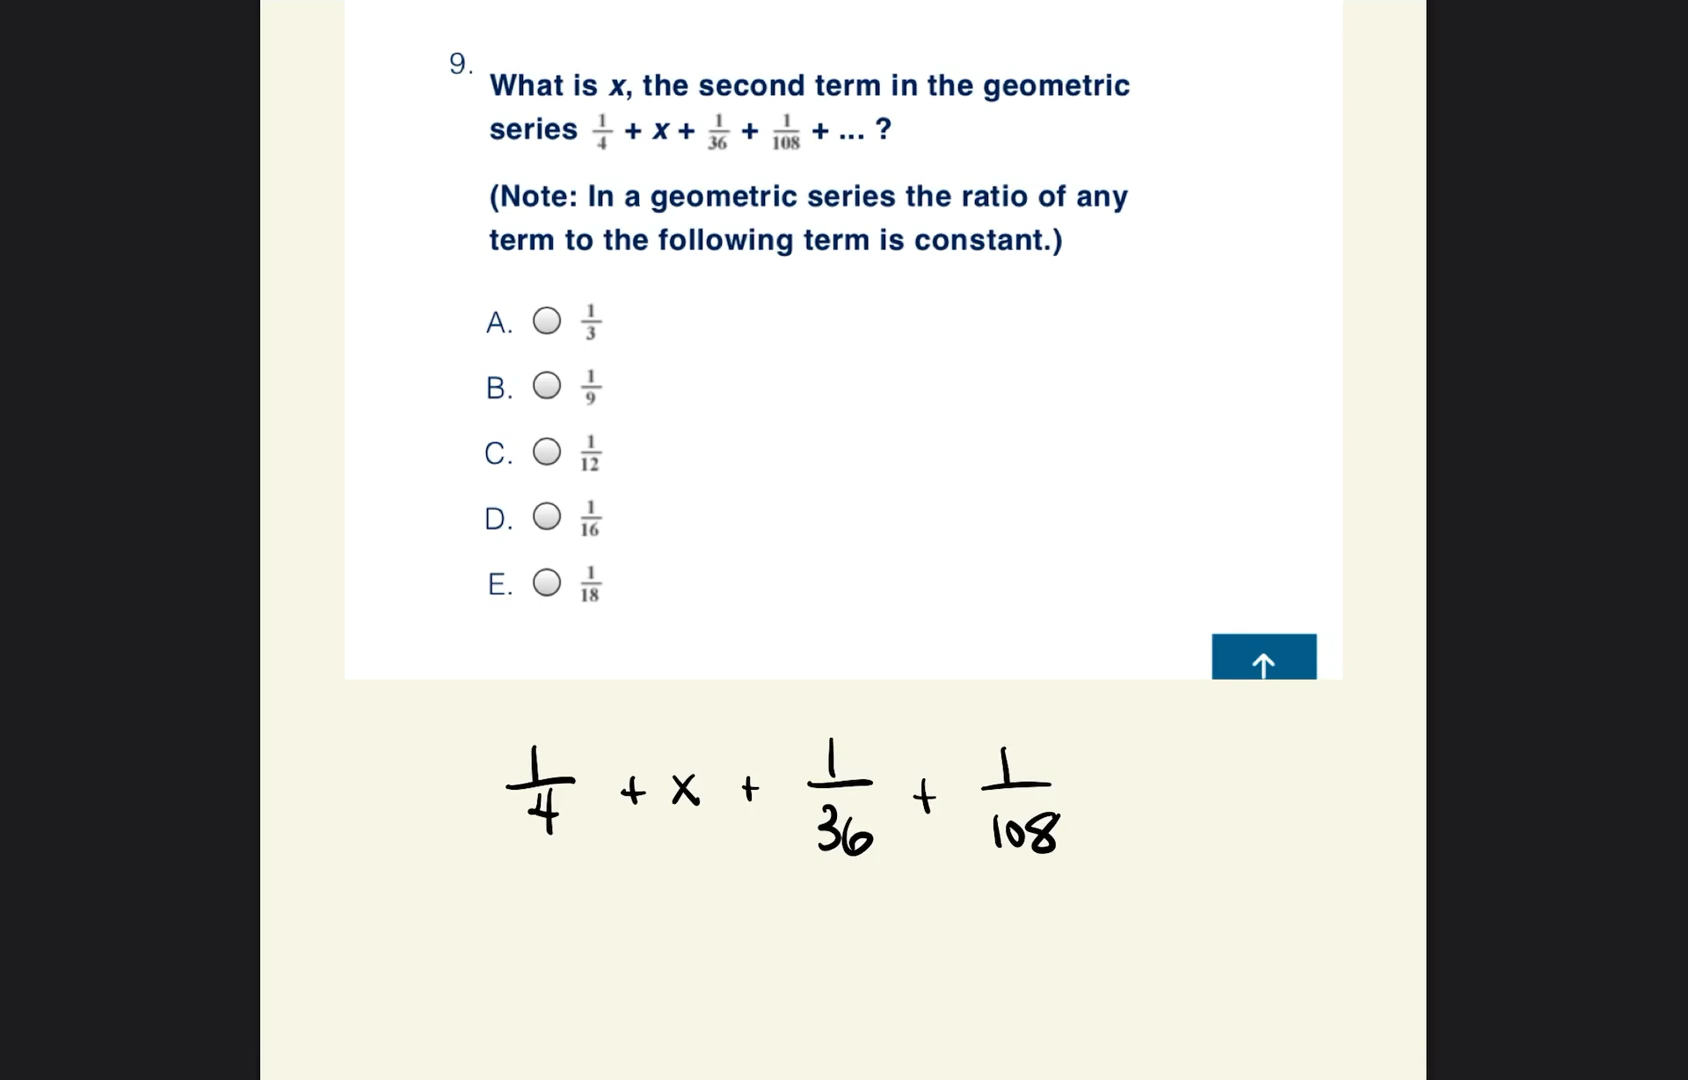 9.
What is x, the second term in the geometric
series 1/4 + x + 1/36 + 1/108 + ... ?
(Note: In a geometric series the ratio of any
term to the following term is constant.)
A. 1/3
B. 1/9
C. 1/12
D. 1/16
E. 1/18
↑
1/4 + x + 1/36 + 1/108